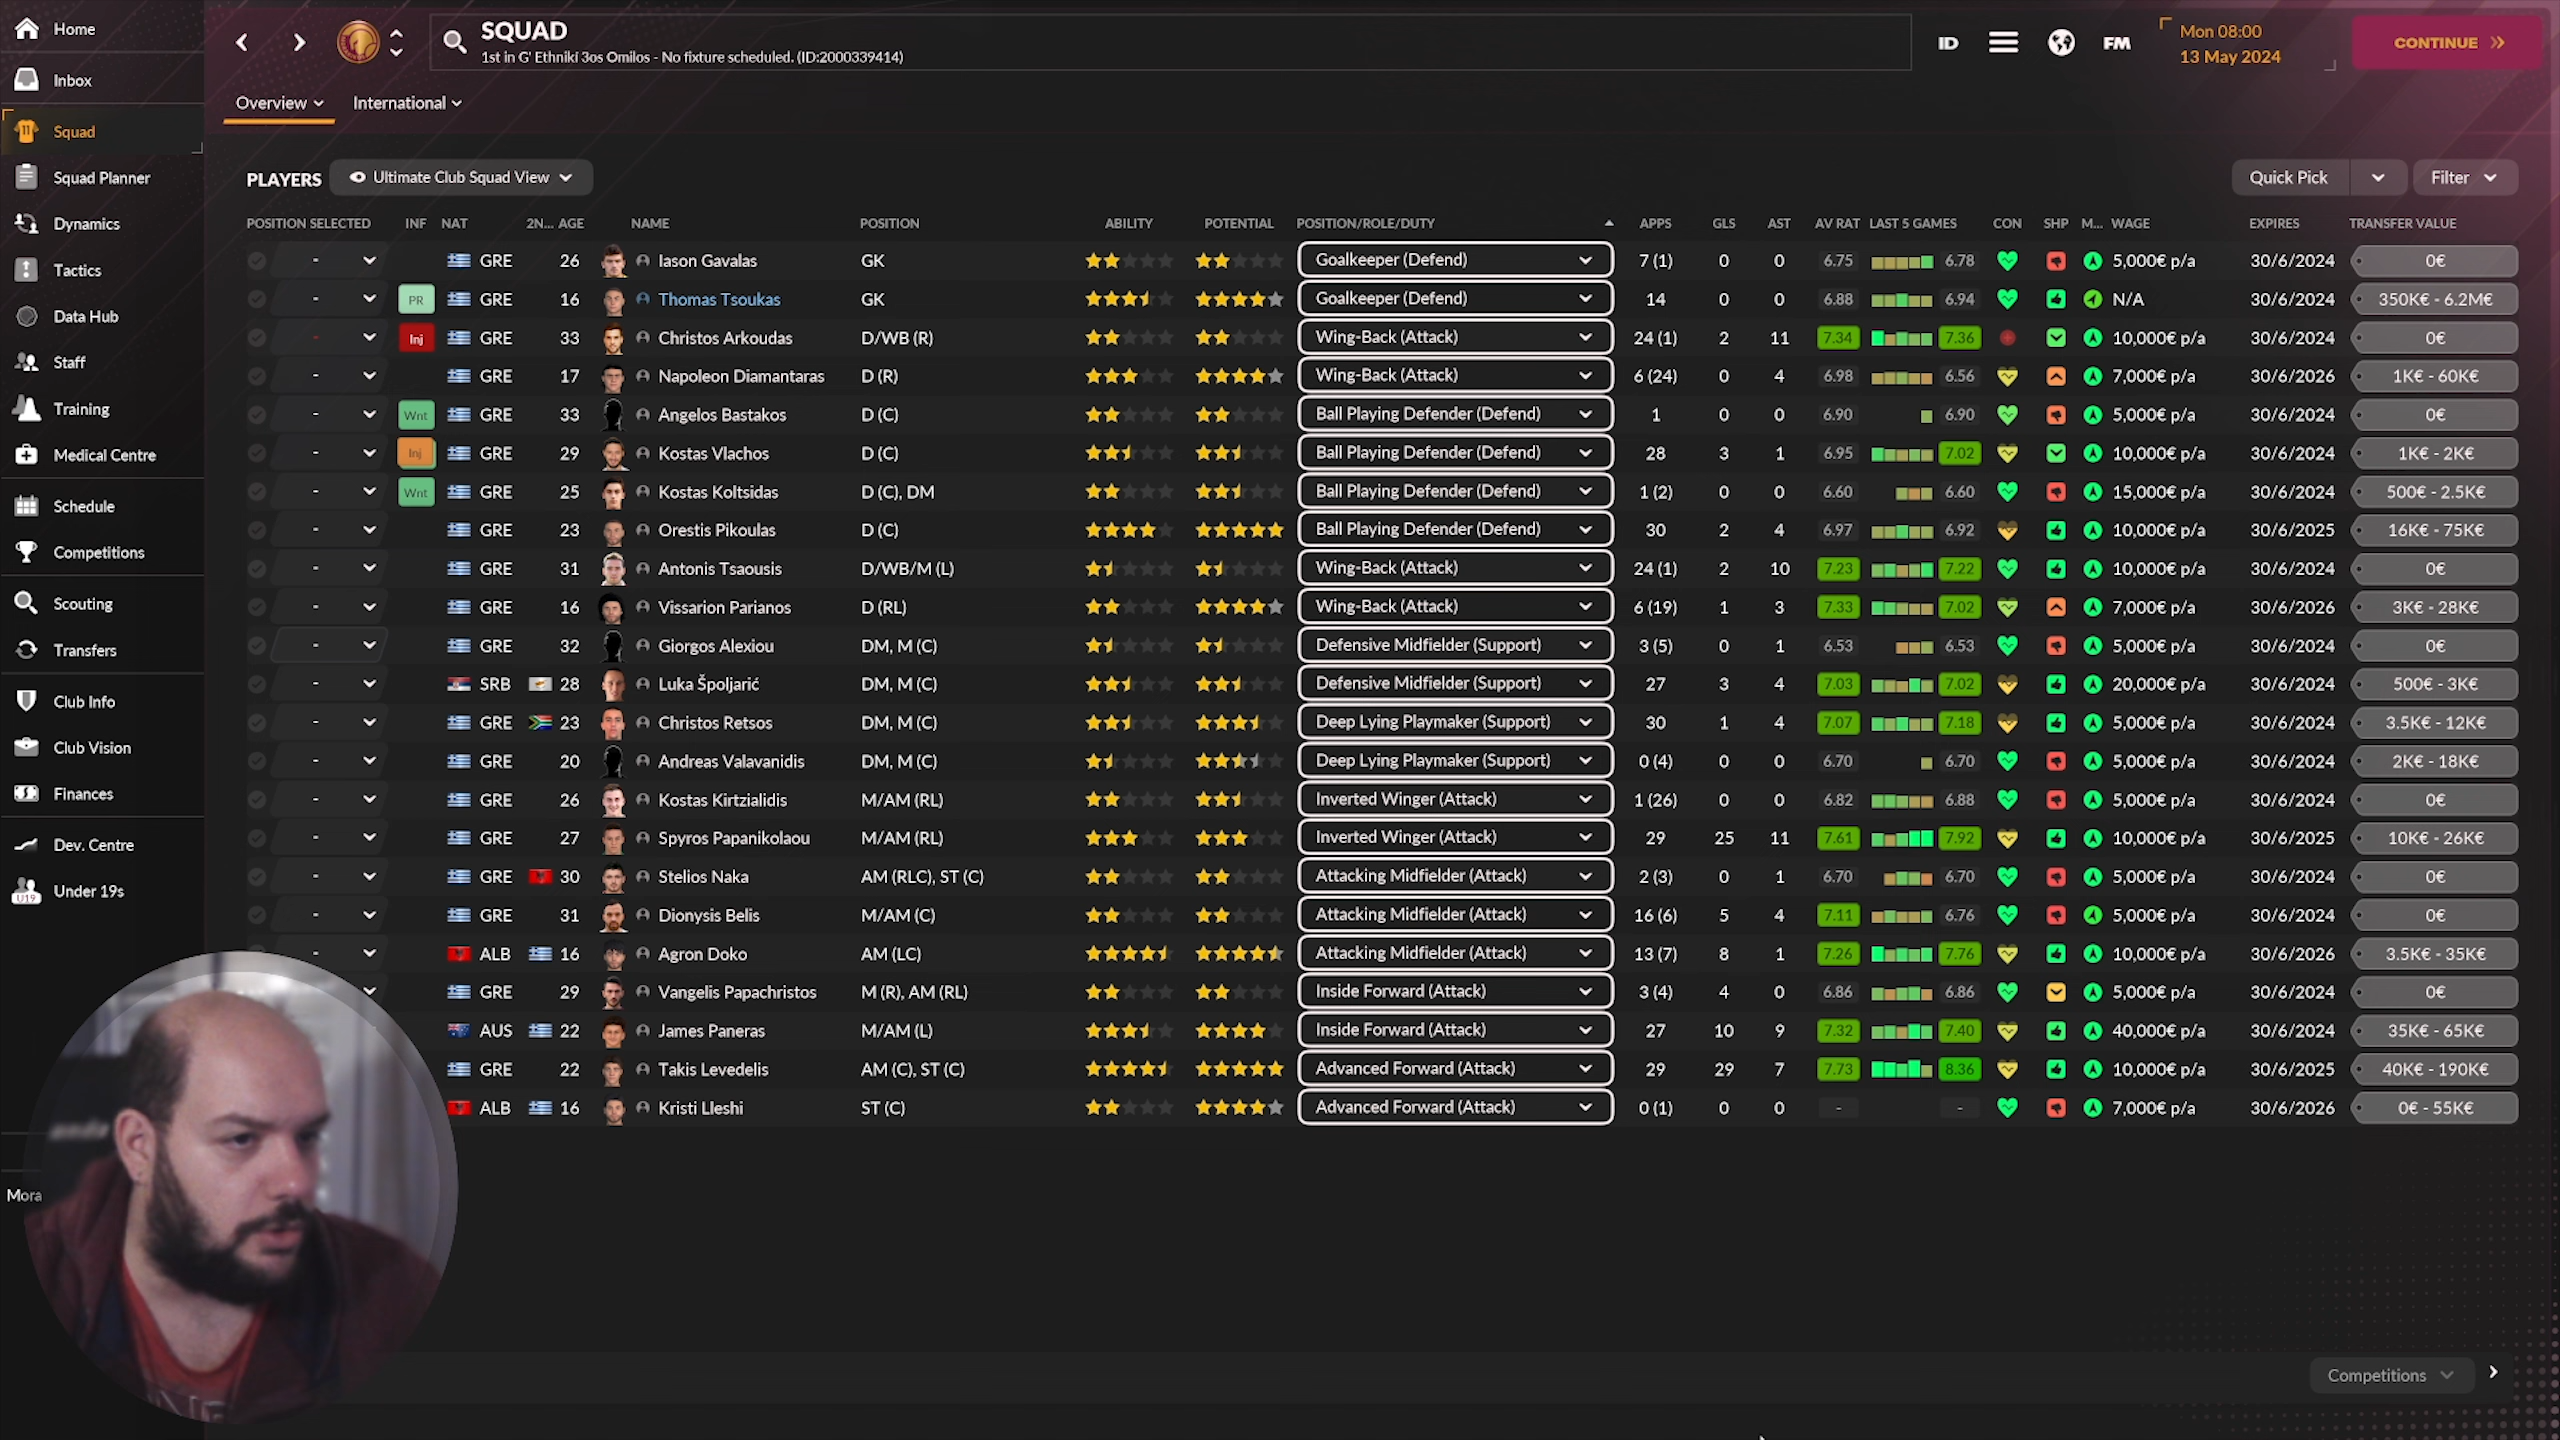 Home
Inbox
Squad
Squad Planner
Dynamics
Tactics
Data Hub
Staff
Training
Medical Centre
Schedule
Competitions
Scouting
Transfers
Club Info
Club Vision
Finances
Dev. Centre
Under 19s
Mora
SQUAD
1st in G' Ethniki 3os Omilos - No fixture scheduled. (ID:2000339414)
ID FM Mon 08:00
13 May 2024
CONTINUE
Overview International
PLAYERS Ultimate Club Squad View Quick Pick Filter
POSITION SELECTED INF NAT 2N... AGE NAME POSITION ABILITY POTENTIAL POSITION/ROLE/DUTY APPS GLS AST AV RAT LAST 5 GAMES CON SHP M... WAGE EXPIRES TRANSFER VALUE
- GRE 26 Iason Gavalas GK Goalkeeper (Defend) 7 (1) 0 0 6.75 6.78 5,000€ p/a 30/6/2024 0€
- PR GRE 16 Thomas Tsoukas GK Goalkeeper (Defend) 14 0 0 6.88 6.94 N/A 30/6/2024 350K€ - 6.2M€
- Inj GRE 33 Christos Arkoudas D/WB (R) Wing-Back (Attack) 24 (1) 2 11 7.34 7.36 10,000€ p/a 30/6/2024 0€
- GRE 17 Napoleon Diamantaras D (R) Wing-Back (Attack) 6 (24) 0 4 6.98 6.56 7,000€ p/a 30/6/2026 1K€ - 60K€
- Wnt GRE 33 Angelos Bastakos D (C) Ball Playing Defender (Defend) 1 0 0 6.90 6.90 5,000€ p/a 30/6/2024 0€
- Inj GRE 29 Kostas Vlachos D (C) Ball Playing Defender (Defend) 28 3 1 6.95 7.02 10,000€ p/a 30/6/2024 1K€ - 2K€
- Wnt GRE 25 Kostas Koltsidas D (C), DM Ball Playing Defender (Defend) 1 (2) 0 0 6.60 6.60 15,000€ p/a 30/6/2024 500€ - 2.5K€
- GRE 23 Orestis Pikoulas D (C) Ball Playing Defender (Defend) 30 2 4 6.97 6.92 10,000€ p/a 30/6/2025 16K€ - 75K€
- GRE 31 Antonis Tsaousis D/WB/M (L) Wing-Back (Attack) 24 (1) 2 10 7.23 7.22 10,000€ p/a 30/6/2024 0€
- GRE 16 Vissarion Parianos D (RL) Wing-Back (Attack) 6 (19) 1 3 7.33 7.02 7,000€ p/a 30/6/2026 3K€ - 28K€
- GRE 32 Giorgos Alexiou DM, M (C) Defensive Midfielder (Support) 3 (5) 0 1 6.53 6.53 5,000€ p/a 30/6/2024 0€
- SRB 28 Luka Špoljarić DM, M (C) Defensive Midfielder (Support) 27 3 4 7.03 7.02 20,000€ p/a 30/6/2024 500€ - 3K€
- GRE 23 Christos Retsos DM, M (C) Deep Lying Playmaker (Support) 30 1 4 7.07 7.18 5,000€ p/a 30/6/2024 3.5K€ - 12K€
- GRE 20 Andreas Valavanidis DM, M (C) Deep Lying Playmaker (Support) 0 (4) 0 0 6.70 6.70 5,000€ p/a 30/6/2024 2K€ - 18K€
- GRE 26 Kostas Kirtzialidis M/AM (RL) Inverted Winger (Attack) 1 (26) 0 0 6.82 6.88 5,000€ p/a 30/6/2024 0€
- GRE 27 Spyros Papanikolaou M/AM (RL) Inverted Winger (Attack) 29 25 11 7.61 7.92 10,000€ p/a 30/6/2025 10K€ - 26K€
- GRE 30 Stelios Naka AM (RLC), ST (C) Attacking Midfielder (Attack) 2 (3) 0 1 6.70 6.70 5,000€ p/a 30/6/2024 0€
- GRE 31 Dionysis Belis M/AM (C) Attacking Midfielder (Attack) 16 (6) 5 4 7.11 6.76 5,000€ p/a 30/6/2024 0€
- ALB 16 Agron Doko AM (LC) Attacking Midfielder (Attack) 13 (7) 8 1 7.26 7.76 10,000€ p/a 30/6/2026 3.5K€ - 35K€
GRE 29 Vangelis Papachristos M (R), AM (RL) Inside Forward (Attack) 3 (4) 4 0 6.86 6.86 5,000€ p/a 30/6/2024 0€
AUS 22 James Paneras M/AM (L) Inside Forward (Attack) 27 10 9 7.32 7.40 40,000€ p/a 30/6/2024 35K€ - 65K€
GRE 22 Takis Levedelis AM (C), ST (C) Advanced Forward (Attack) 29 29 7 7.73 8.36 10,000€ p/a 30/6/2025 40K€ - 190K€
ALB 16 Kristi Lleshi ST (C) Advanced Forward (Attack) 0 (1) 0 0 - - 7,000€ p/a 30/6/2026 0€ - 55K€
Competitions